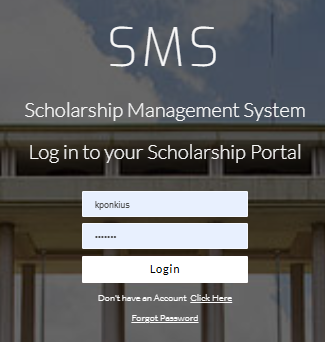 SMS
Scholarship Management System
Log in to your Scholarship Portal
kponkius
•••••••
Login
Don't have an Account Click Here
Forgot Password